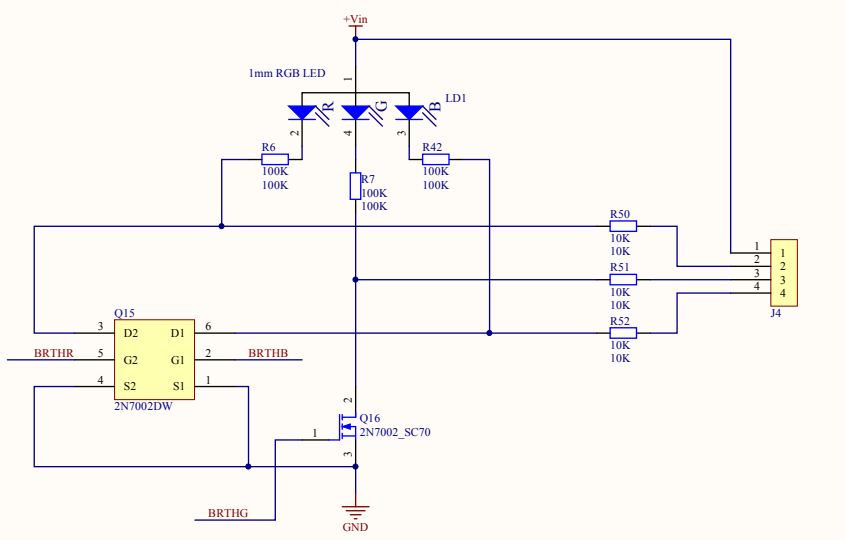 +Vin
1mm RGB LED
1
LD1
R
G
B
2
4
3
R6
100K
100K
R7
100K
100K
R42
100K
100K
R50
10K
10K
R51
10K
10K
R52
10K
10K
1 1
2 2
3 3
4 4
J4
Q15
3 D2 D1 6
BRTHR 5 G2 G1 2 BRTHB
4 S2 S1 1
2N7002DW
2
Q16
2N7002_SC70
1
3
BRTHG
GND